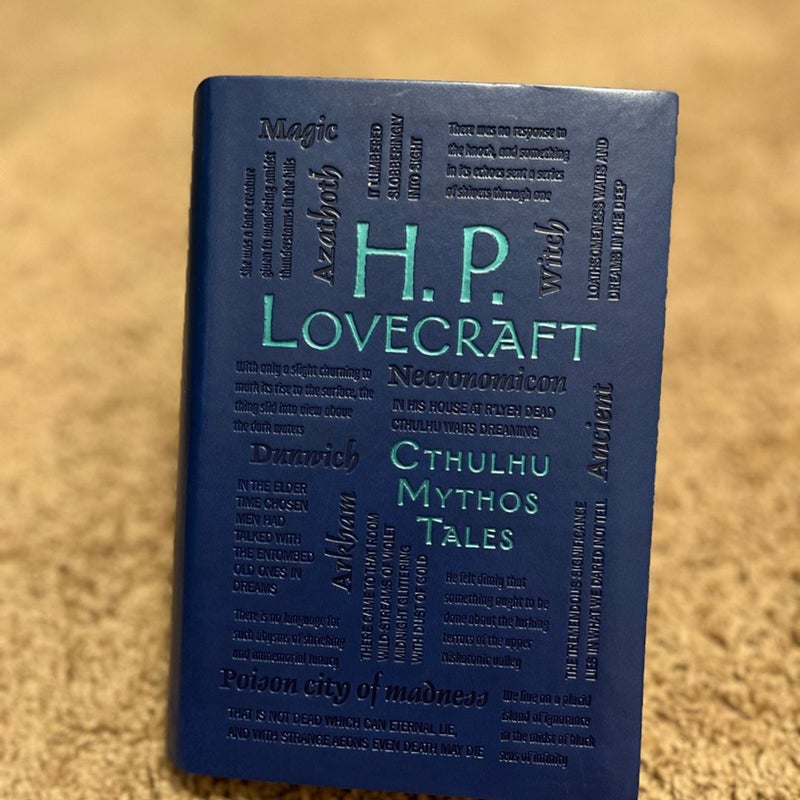 Magic
IT LUMBERED
SLOBBERINGLY
INTO SIGHT
There was no response to
the knock, and something
in its echoes sent a series
of shivers through one
She was a lone creature
given to wandering amidst
thunderstorms in the hills
Azathoth
Witch
LOATHSOMENESS WAITS AND
DREAMS IN THE DEEP
H. P.
LOVECRAFT
With only a slight churning to
mark its rise to the surface, the
thing slid into view above
the dark waters
Necronomicon
IN HIS HOUSE AT R'LYEH DEAD
CTHULHU WAITS DREAMING
Ancient
Dunwich
CTHULHU
MYTHOS
TALES
IN THE ELDER
TIME CHOSEN
MEN HAD
TALKED WITH
THE ENTOMBED
OLD ONES IN
DREAMS
Arkham
THERE CAME TO THAT ROOM
WILD STREAMS OF VIOLET
MIDNIGHT GLITTERING
WITH DUST OF GOLD
He felt dimly that
something ought to be
done about the lurking
terrors of the upper
Miskatonic valley
THE TREMENDOUS SIGNIFICANCE
LIES IN WHAT WE DARED NOT TELL
There is no language for
such abysms of shrieking
and immemorial lunacy
Poison city of madness
We live on a placid
island of ignorance
in the midst of black
seas of infinity
THAT IS NOT DEAD WHICH CAN ETERNAL LIE,
AND WITH STRANGE AEONS EVEN DEATH MAY DIE